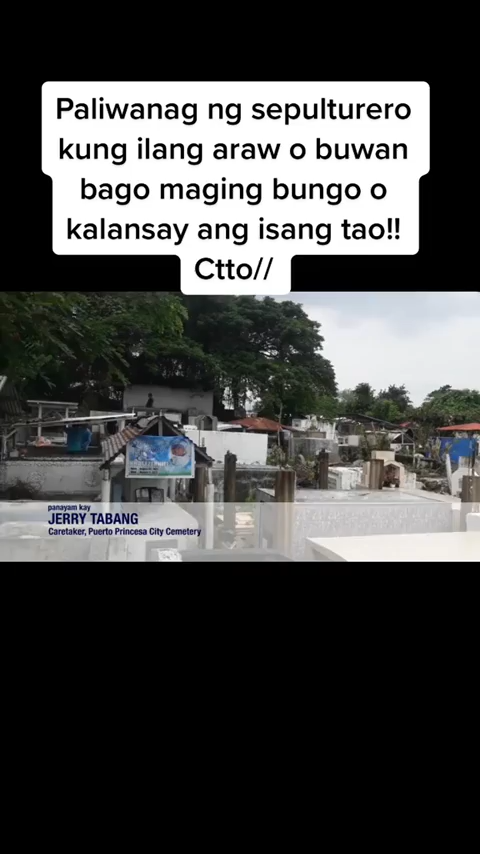 Paliwanag ng sepulturero
kung ilang araw o buwan
bago maging bungo o
kalansay ang isang tao!!
Ctto//
panayam kay
JERRY TABANG
Caretaker, Puerto Princesa City Cemetery